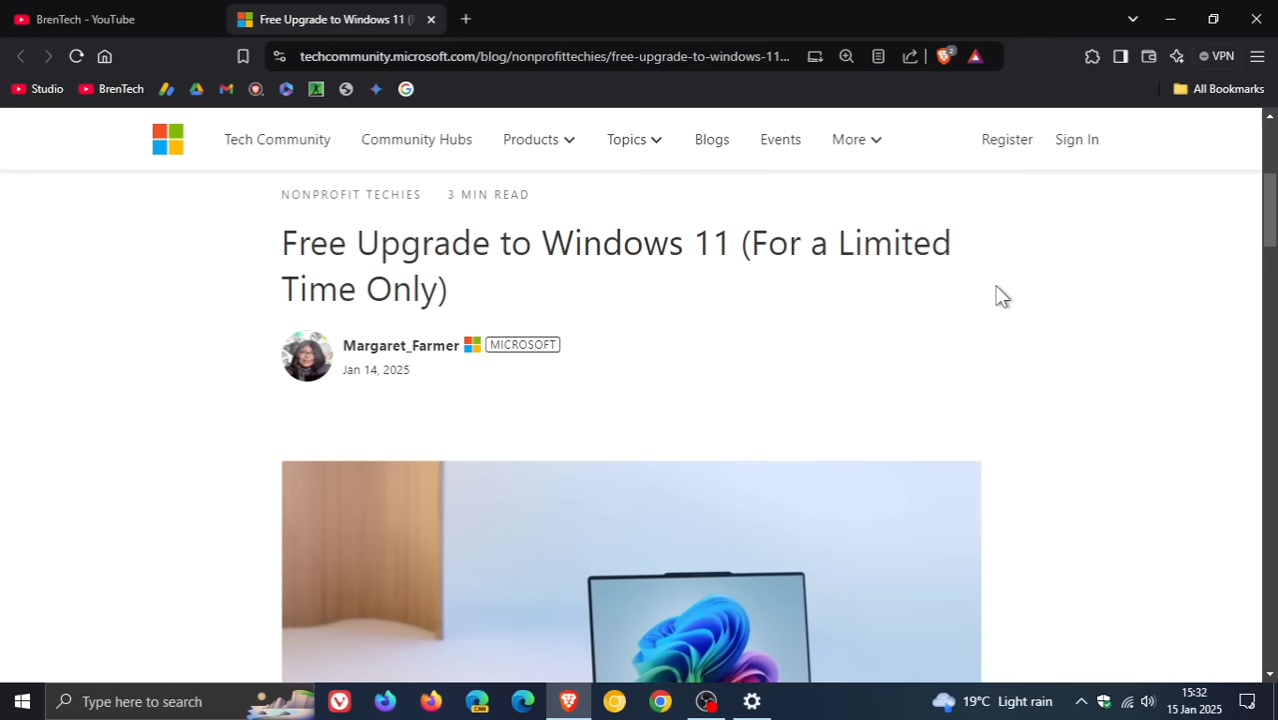 BrenTech - YouTube
Free Upgrade to Windows 11 (F
techcommunity.microsoft.com/blog/nonprofittechies/free-upgrade-to-windows-11...
2
VPN
Studio
BrenTech
All Bookmarks
Tech Community
Community Hubs
Products
Topics
Blogs
Events
More
Register
Sign In
NONPROFIT TECHIES
3 MIN READ
Free Upgrade to Windows 11 (For a Limited
Time Only)
Margaret_Farmer
MICROSOFT
Jan 14, 2025
Type here to search
CAN
19°C Light rain
15:32
15 Jan 2025